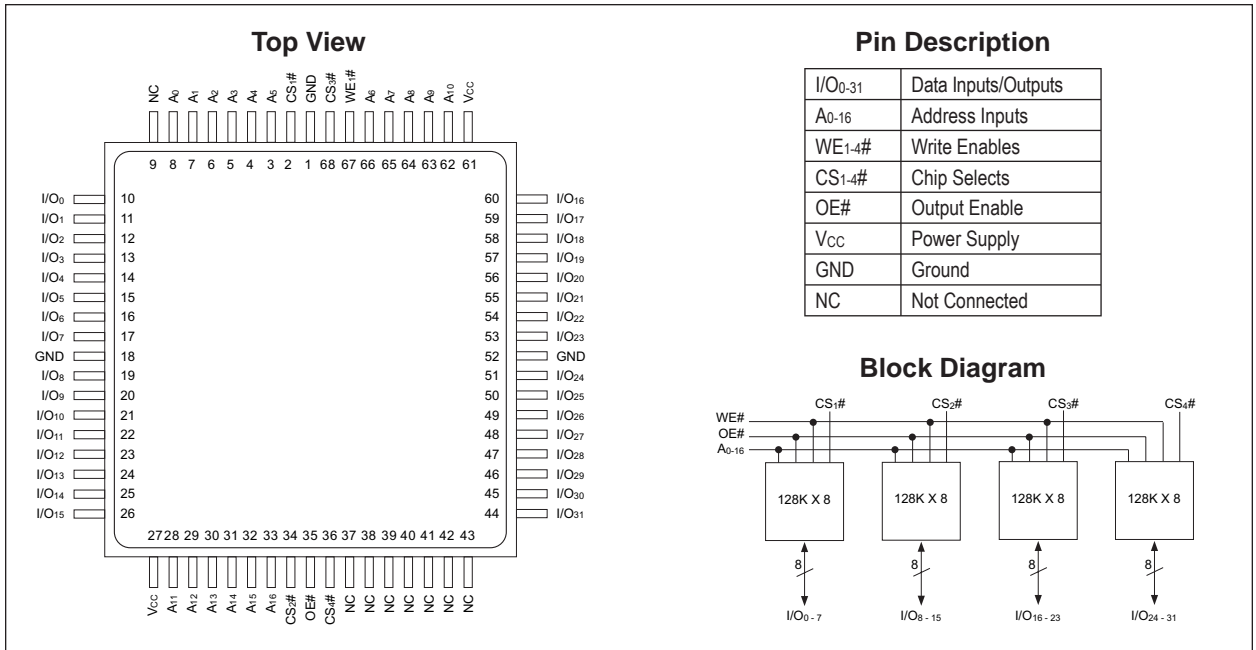 Top View
NC A0 A1 A2 A3 A4 A5 CS1# GND CS3# WE1# A6 A7 A8 A9 A10 VCC
9 8 7 6 5 4 3 2 1 68 67 66 65 64 63 62 61
I/O0 10 60 I/O16
I/O1 11 59 I/O17
I/O2 12 58 I/O18
I/O3 13 57 I/O19
I/O4 14 56 I/O20
I/O5 15 55 I/O21
I/O6 16 54 I/O22
I/O7 17 53 I/O23
GND 18 52 GND
I/O8 19 51 I/O24
I/O9 20 50 I/O25
I/O10 21 49 I/O26
I/O11 22 48 I/O27
I/O12 23 47 I/O28
I/O13 24 46 I/O29
I/O14 25 45 I/O30
I/O15 26 44 I/O31
27 28 29 30 31 32 33 34 35 36 37 38 39 40 41 42 43
VCC A11 A12 A13 A14 A15 A16 CS2# OE# CS4# NC NC NC NC NC NC NC
Pin Description
I/O0-31 Data Inputs/Outputs
A0-16 Address Inputs
WE1-4# Write Enables
CS1-4# Chip Selects
OE# Output Enable
VCC Power Supply
GND Ground
NC Not Connected
Block Diagram
CS1# CS2# CS3# CS4#
WE#
OE#
A0-16
128K X 8 128K X 8 128K X 8 128K X 8
8 8 8 8
I/O0 - 7 I/O8 - 15 I/O16 - 23 I/O24 - 31